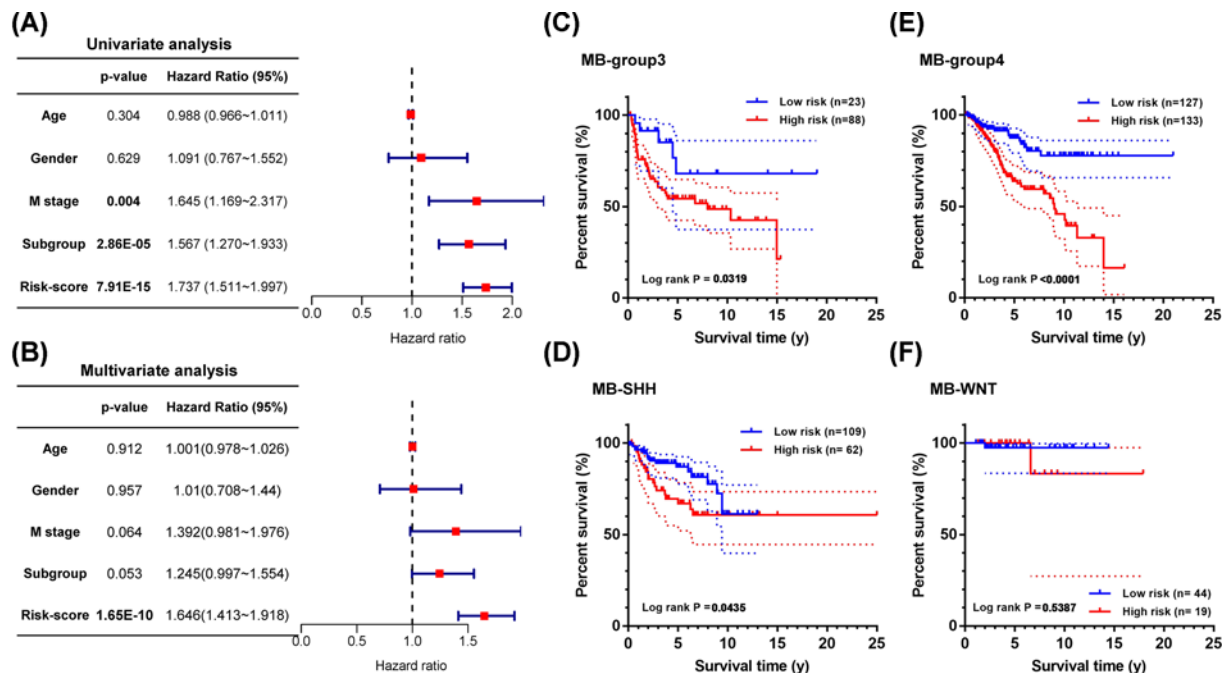 (A)
Univariate analysis
p-value Hazard Ratio (95%)
Age 0.304 0.988 (0.966~1.011)
Gender 0.629 1.091 (0.767~1.552)
M stage 0.004 1.645 (1.169~2.317)
Subgroup 2.86E-05 1.567 (1.270~1.933)
Risk-score 7.91E-15 1.737 (1.511~1.997)
0.0 0.5 1.0 1.5 2.0
Hazard ratio
(B)
Multivariate analysis
p-value Hazard Ratio (95%)
Age 0.912 1.001(0.978~1.026)
Gender 0.957 1.01(0.708~1.44)
M stage 0.064 1.392(0.981~1.976)
Subgroup 0.053 1.245(0.997~1.554)
Risk-score 1.65E-10 1.646(1.413~1.918)
0.0 0.5 1.0 1.5
Hazard ratio
(C)
MB-group3
Low risk (n=23)
High risk (n=88)
100
50
0
Percent survival (%)
Log rank P = 0.0319
0 5 10 15 20 25
Survival time (y)
(D)
MB-SHH
Low risk (n=109)
High risk (n= 62)
100
50
0
Percent survival (%)
Log rank P = 0.0435
0 5 10 15 20 25
Survival time (y)
(E)
MB-group4
Low risk (n=127)
High risk (n=133)
100
50
0
Percent survival (%)
Log rank P <0.0001
0 5 10 15 20 25
Survival time (y)
(F)
MB-WNT
100
50
0
Percent survival (%)
Low risk (n= 44)
High risk (n= 19)
Log rank P = 0.5387
0 5 10 15 20 25
Survival time (y)